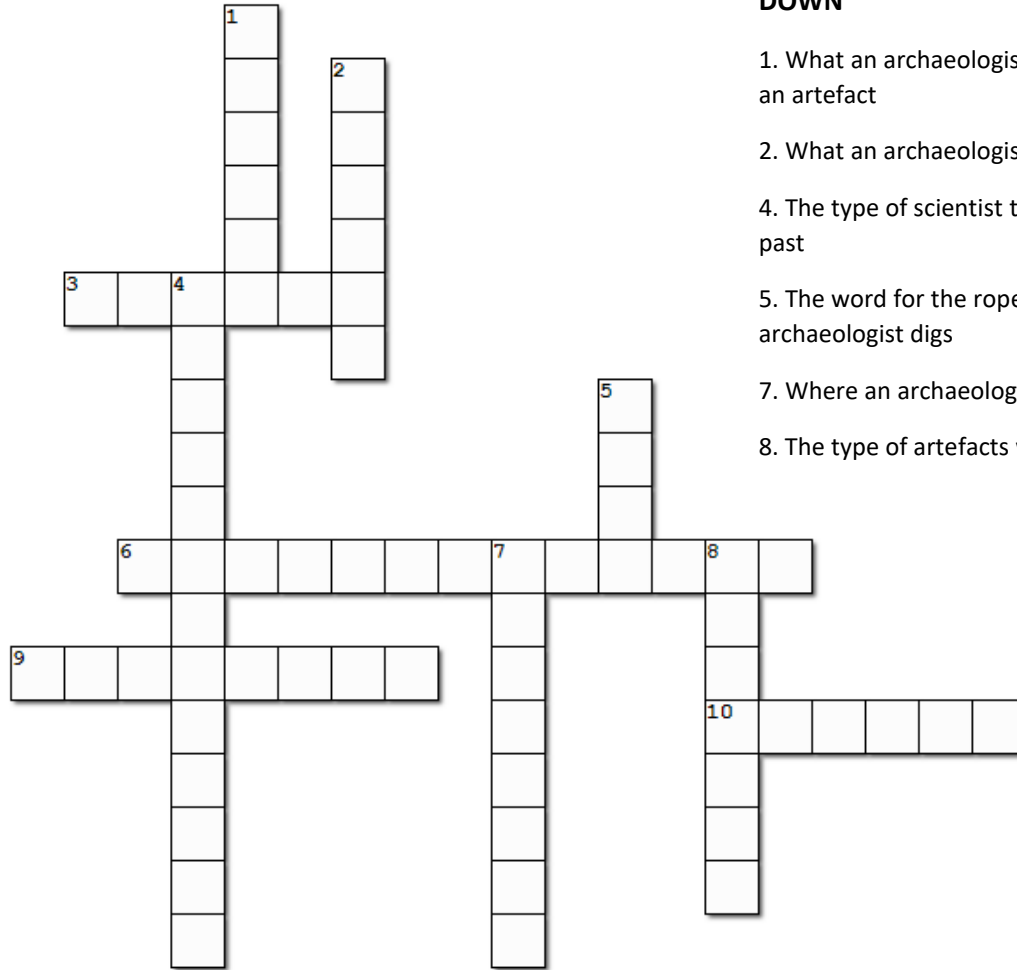 DOWN
1. What an archaeologis
an artefact
2. What an archaeologis
4. The type of scientist t
past
5. The word for the rope
archaeologist digs
7. Where an archaeolog
8. The type of artefacts
1
2
3 4
5
6 7 8
9
10